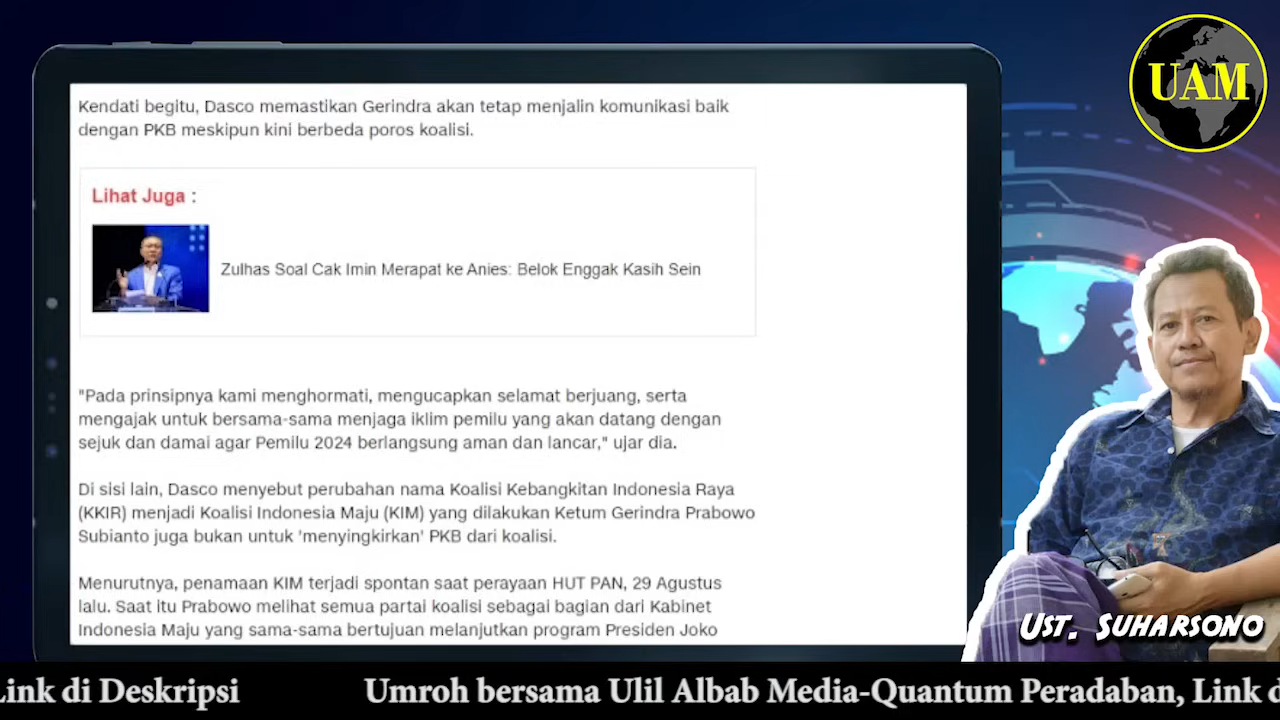 Kendati begitu, Dasco memastikan Gerindra akan tetap menjalin komunikasi baik
dengan PKB meskipun kini berbeda poros koalisi.
Lihat Juga :
Zulhas Soal Cak Imin Merapat ke Anies: Belok Enggak Kasih Sein
"Pada prinsipnya kami menghormati, mengucapkan selamat berjuang, serta
mengajak untuk bersama-sama menjaga iklim pemilu yang akan datang dengan
sejuk dan damai agar Pemilu 2024 berlangsung aman dan lancar," ujar dia.
Di sisi lain, Dasco menyebut perubahan nama Koalisi Kebangkitan Indonesia Raya
(KKIR) menjadi Koalisi Indonesia Maju (KIM) yang dilakukan Ketum Gerindra Prabowo
Subianto juga bukan untuk 'menyingkirkan' PKB dari koalisi.
Menurutnya, penamaan KIM terjadi spontan saat perayaan HUT PAN, 29 Agustus
lalu. Saat itu Prabowo melihat semua partai koalisi sebagai bagian dari Kabinet
Indonesia Maju yang sama-sama bertujuan melanjutkan program Presiden Joko
UAM
UST. SUHARSONO
Link di Deskripsi Umroh bersama Ulil Albab Media-Quantum Peradaban, Link d